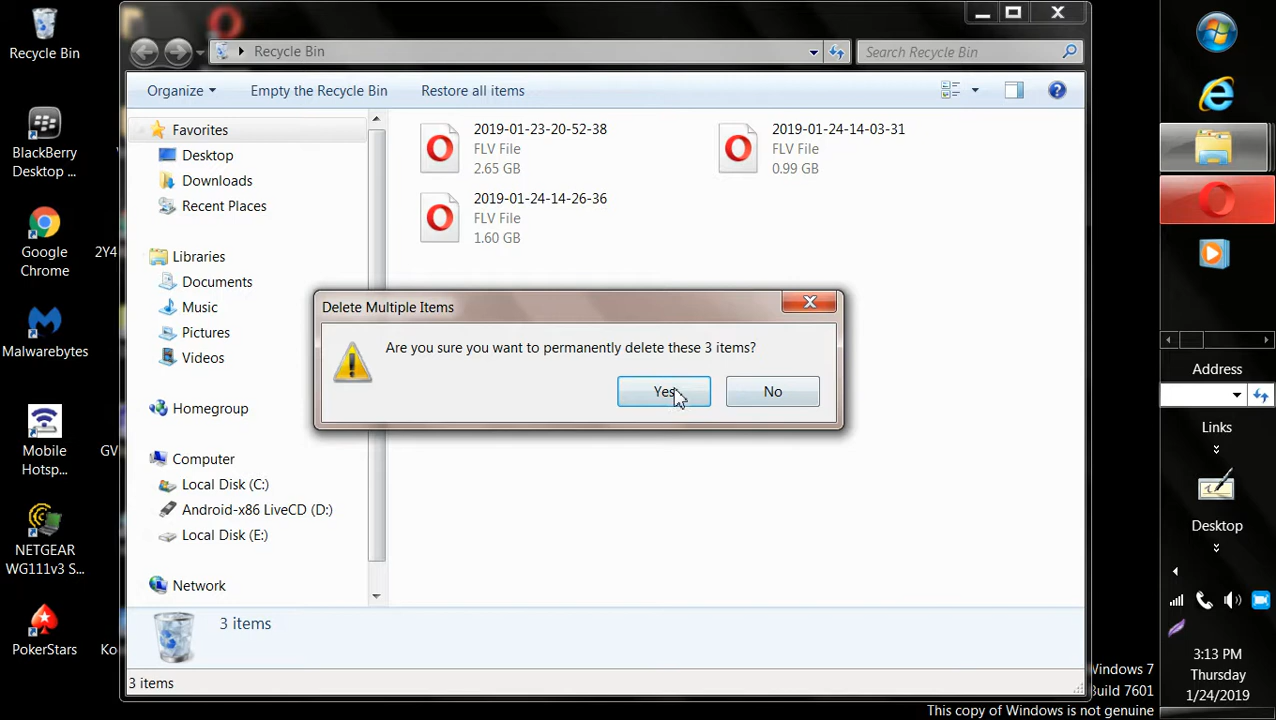 Recycle Bin
Recycle Bin
Search Recycle Bin
Organize
Empty the Recycle Bin
Restore all items
BlackBerry
Desktop ...
Google
Chrome
2Y4
Malwarebytes
Mobile
Hotsp...
GV
NETGEAR
WG111v3 S...
PokerStars
Ko
Favorites
Desktop
Downloads
Recent Places
Libraries
Documents
Music
Pictures
Videos
Homegroup
Computer
Local Disk (C:)
Android-x86 LiveCD (D:)
Local Disk (E:)
Network
2019-01-23-20-52-38
FLV File
2.65 GB
2019-01-24-14-03-31
FLV File
0.99 GB
2019-01-24-14-26-36
FLV File
1.60 GB
Delete Multiple Items
Are you sure you want to permanently delete these 3 items?
Yes
No
3 items
3 items
Address
Links
Desktop
3:13 PM
Thursday
1/24/2019
Windows 7
Build 7601
This copy of Windows is not genuine